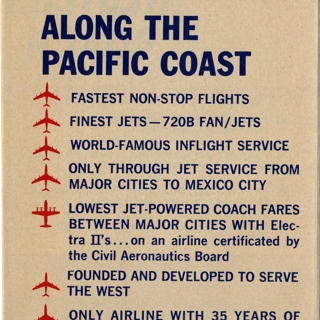 ALONG THE
PACIFIC COAST
FASTEST NON-STOP FLIGHTS
FINEST JETS—720B FAN/JETS
WORLD-FAMOUS INFLIGHT SERVICE
ONLY THROUGH JET SERVICE FROM
MAJOR CITIES TO MEXICO CITY
LOWEST JET-POWERED COACH FARES
BETWEEN MAJOR CITIES WITH Elec-
tra II's...on an airline certificated by
the Civil Aeronautics Board
FOUNDED AND DEVELOPED TO SERVE
THE WEST
ONLY AIRLINE WITH 35 YEARS OF